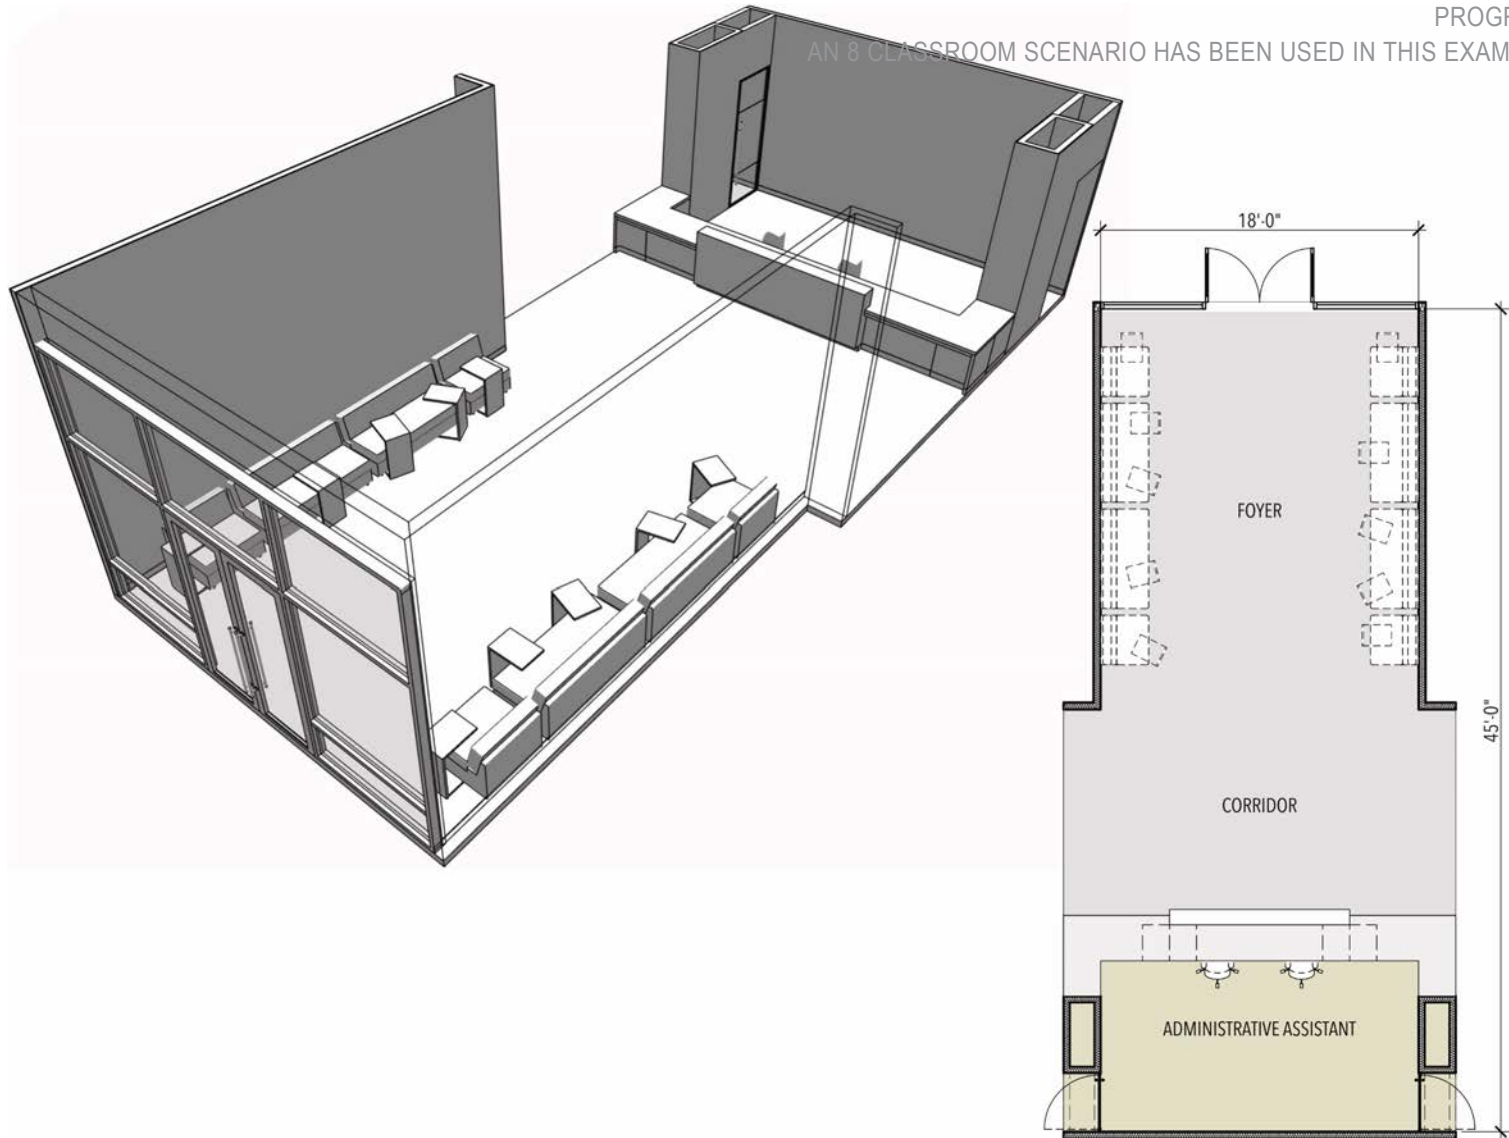 PROGR
AN 8 CLASSROOM SCENARIO HAS BEEN USED IN THIS EXAM
18'-0"
FOYER
45'-0"
CORRIDOR
ADMINISTRATIVE ASSISTANT